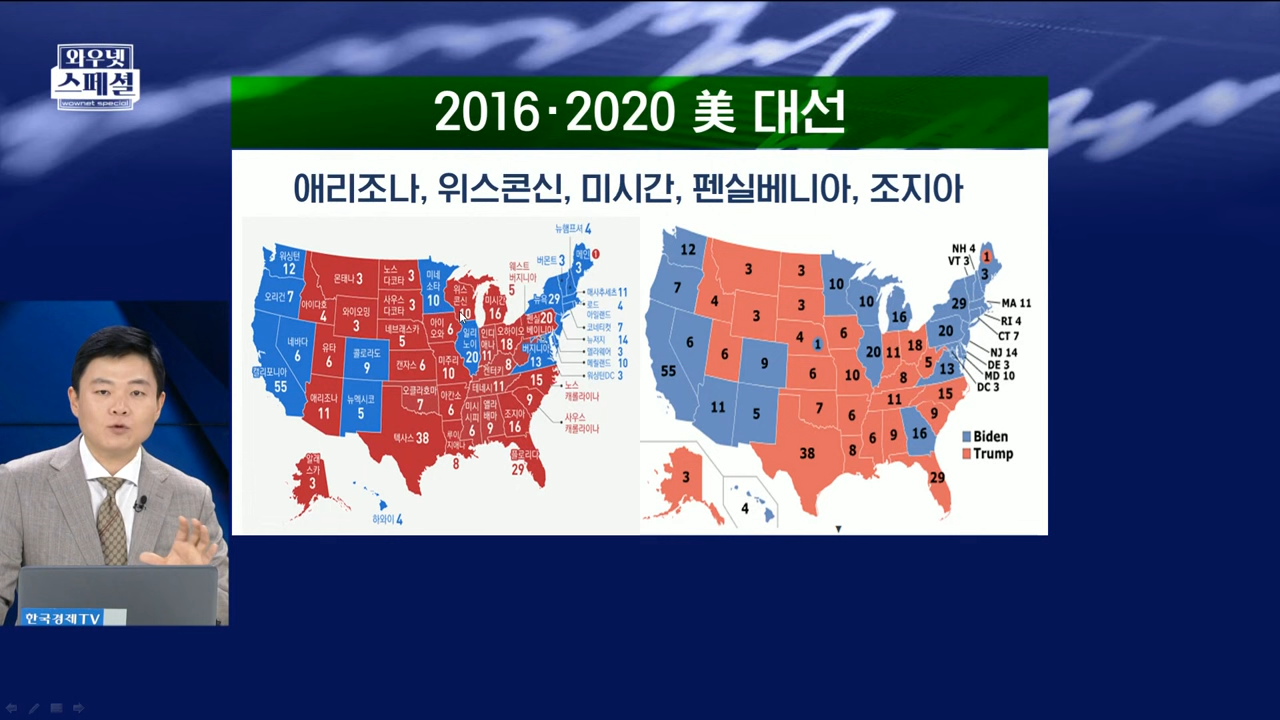 와우넷
스페셜
wownet special
2016·2020 美 대선
애리조나, 위스콘신, 미시간, 펜실베니아, 조지아
뉴햄프셔 4
워싱턴
12
오리건 7
아이다호
4
몬태나 3
노스
다코타 3
미네
소타
10
위스
콘신
10
미시간
16
웨스트
버지니아
5
버몬트 3
메인 1
3
뉴욕 29
매사추세츠 11
로드
아일랜드 4
코네티컷 7
뉴저지 14
델라웨어 3
메릴랜드 10
워싱턴DC 3
와이오밍
3
사우스
다코타 3
네브래스카
5
아이
오와 6
일리
노이
20
인디
애나
11
오하이오
18
펜실 20
베이니아
버지니아
13
네바다
6
유타
6
콜로라도
9
캔자스 6
미주리
10
켄터키 8
캘리포니아
55
애리조나
11
뉴멕시코
5
오클라호마
7
아칸소
6
테네시 11
15
노스
캐롤라이나
9
사우스
캐롤라이나
텍사스 38
루이
지애나
8
미시
시피
6
앨라
배마
9
조지아
16
플로리다
29
알래
스카
3
하와이 4
NH 4
VT 3
1
3
12
3
3
10
10
16
29
MA 11
RI 4
CT 7
NJ 14
DE 3
MD 10
DC 3
7
4
3
3
6
20
11
18
20
5
13
6
6
9
4
1
6
10
8
15
55
11
5
7
6
11
9
38
8
6
9
16
29
3
4
Biden
Trump
한국경제TV